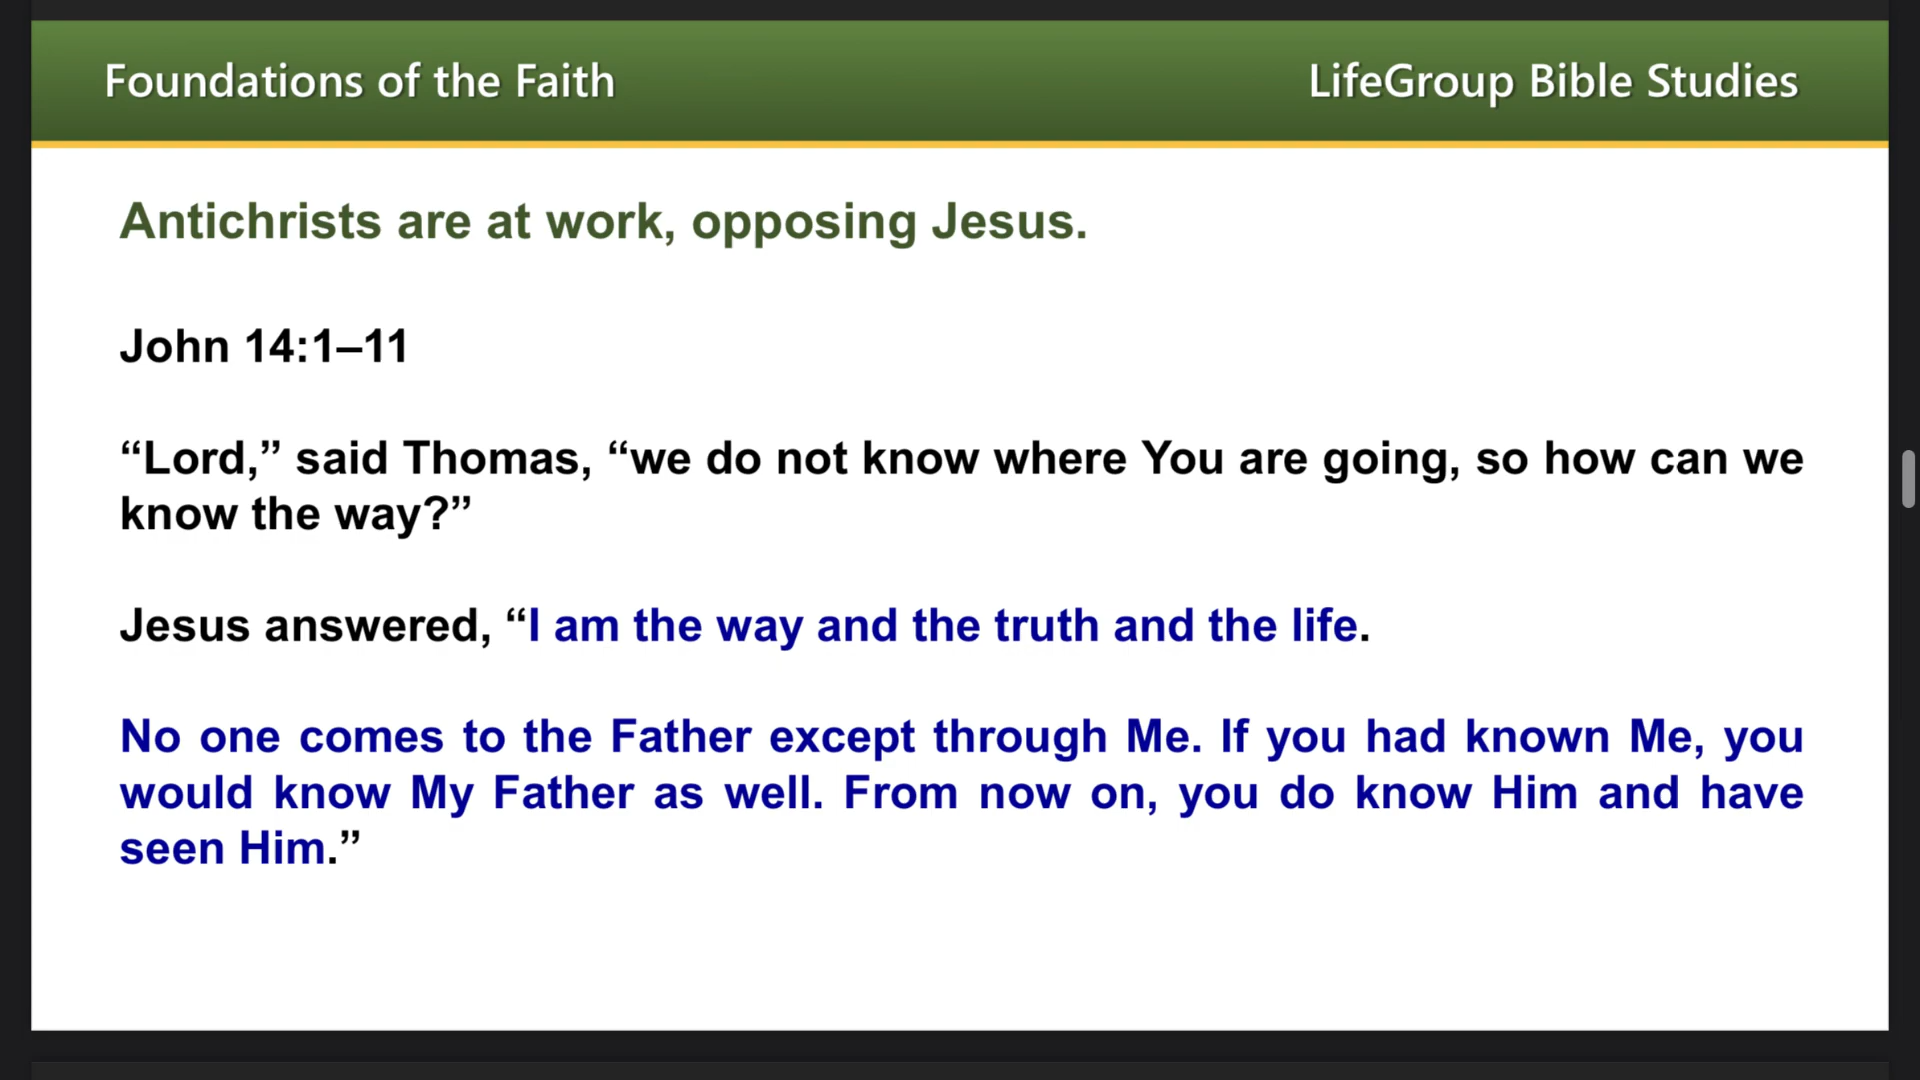 Foundations of the Faith
LifeGroup Bible Studies
Antichrists are at work, opposing Jesus.
John 14:1–11
“Lord,” said Thomas, “we do not know where You are going, so how can we
know the way?”
Jesus answered, “I am the way and the truth and the life.
No one comes to the Father except through Me. If you had known Me, you
would know My Father as well. From now on, you do know Him and have
seen Him.”